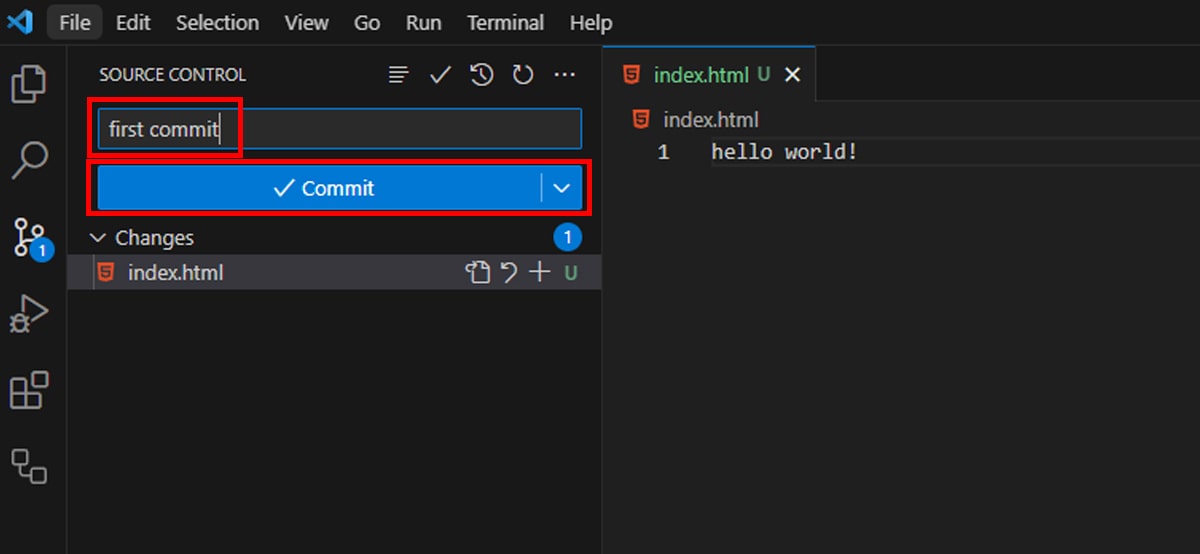 File Edit Selection View Go Run Terminal Help
SOURCE CONTROL
first commit
Commit
Changes 1
index.html U
1
index.html U
index.html
1 hello world!